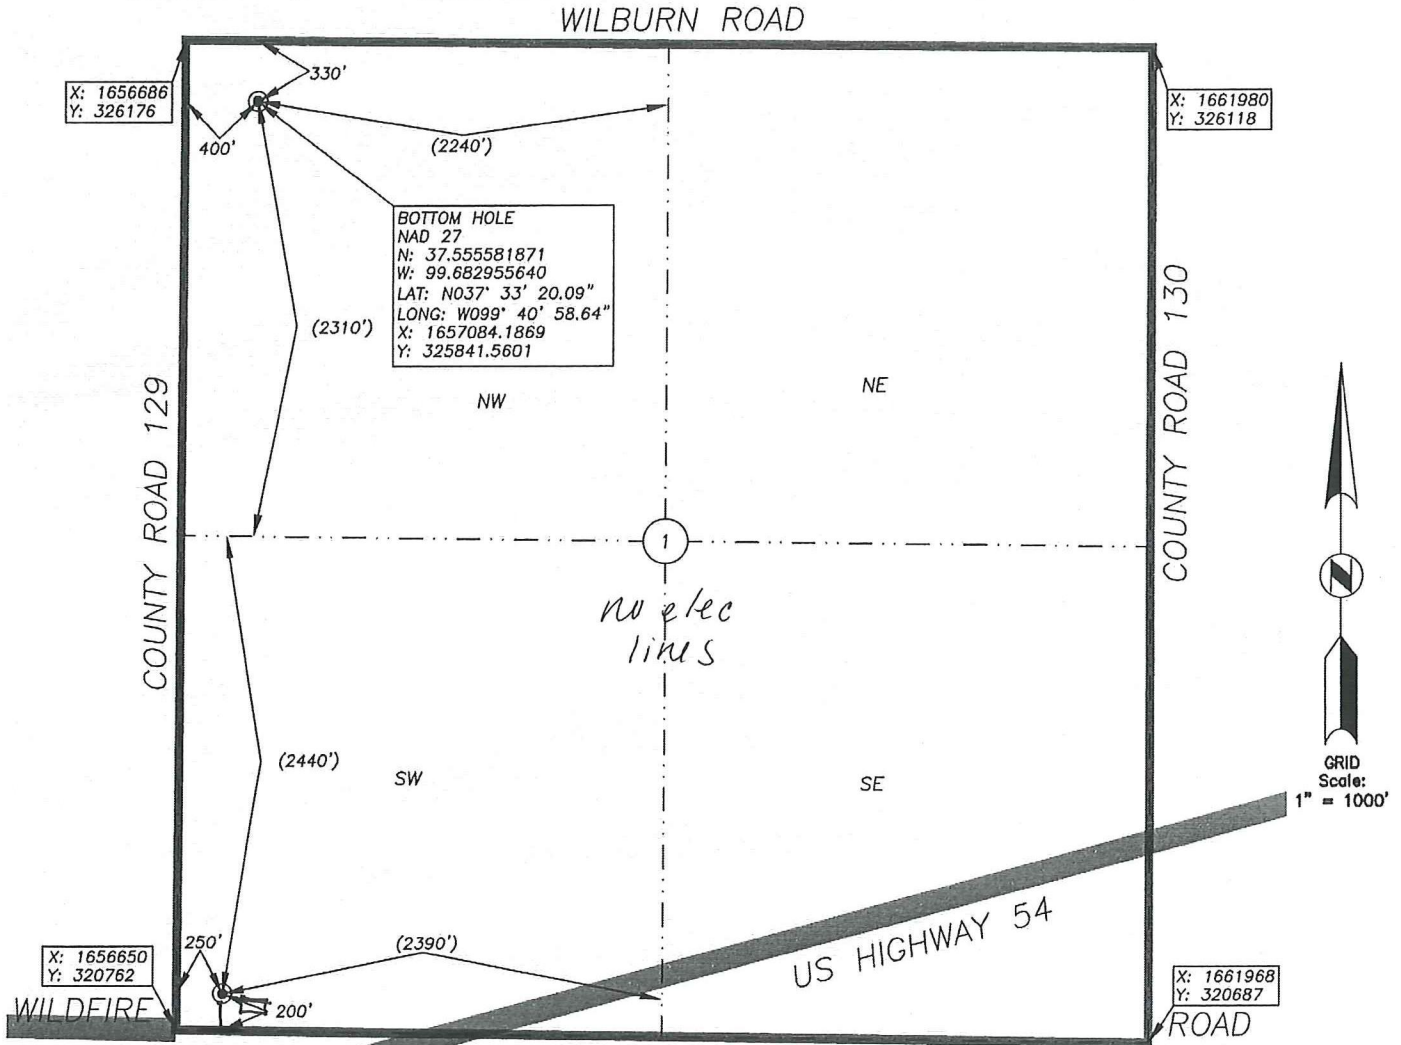 WILBURN ROAD
X: 1656686
Y: 326176
330'
X: 1661980
Y: 326118
400'
(2240')
BOTTOM HOLE
NAD 27
N: 37.555581871
W: 99.682955640
LAT: N037° 33' 20.09"
LONG: W099° 40' 58.64"
X: 1657084.1869
Y: 325841.5601
(2310')
NW
NE
COUNTY ROAD 129
COUNTY ROAD 130
1
no elec
lines
N
GRID
Scale:
1" = 1000'
(2440')
SW
SE
250'
(2390')
US HIGHWAY 54
X: 1656650
Y: 320762
X: 1661968
Y: 320687
WILDFIRE
200'
ROAD